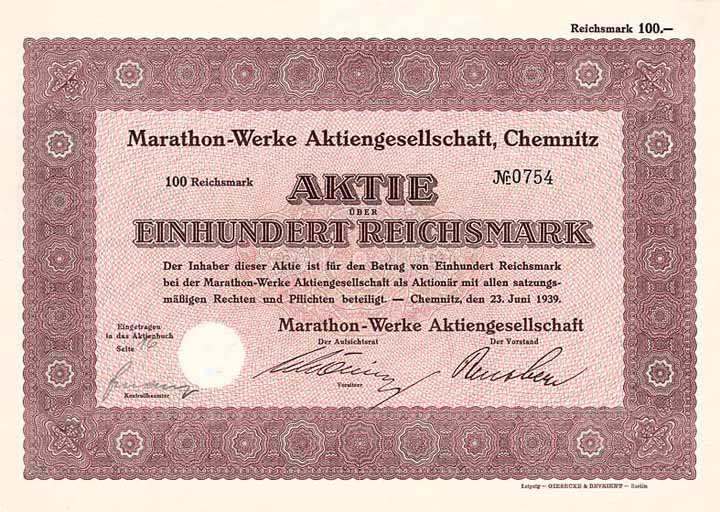 Reichsmark 100.—
Marathon-Werke Aktiengesellschaft, Chemnitz
100 Reichsmark
AKTIE
№ 0754
ÜBER
EINHUNDERT REICHSMARK
Der Inhaber dieser Aktie ist für den Betrag von Einhundert Reichsmark
bei der Marathon-Werke Aktiengesellschaft als Aktionär mit allen satzungs-
mäßigen Rechten und Pflichten beteiligt. — Chemnitz, den 23. Juni 1939.
Eingetragen
in das Aktienbuch
Seite
Kontrollbeamter
Marathon-Werke Aktiengesellschaft
Der Aufsichtsrat
Der Vorstand
Vorsitzer
Leipzig — GIESECKE & DEVRIENT — Berlin